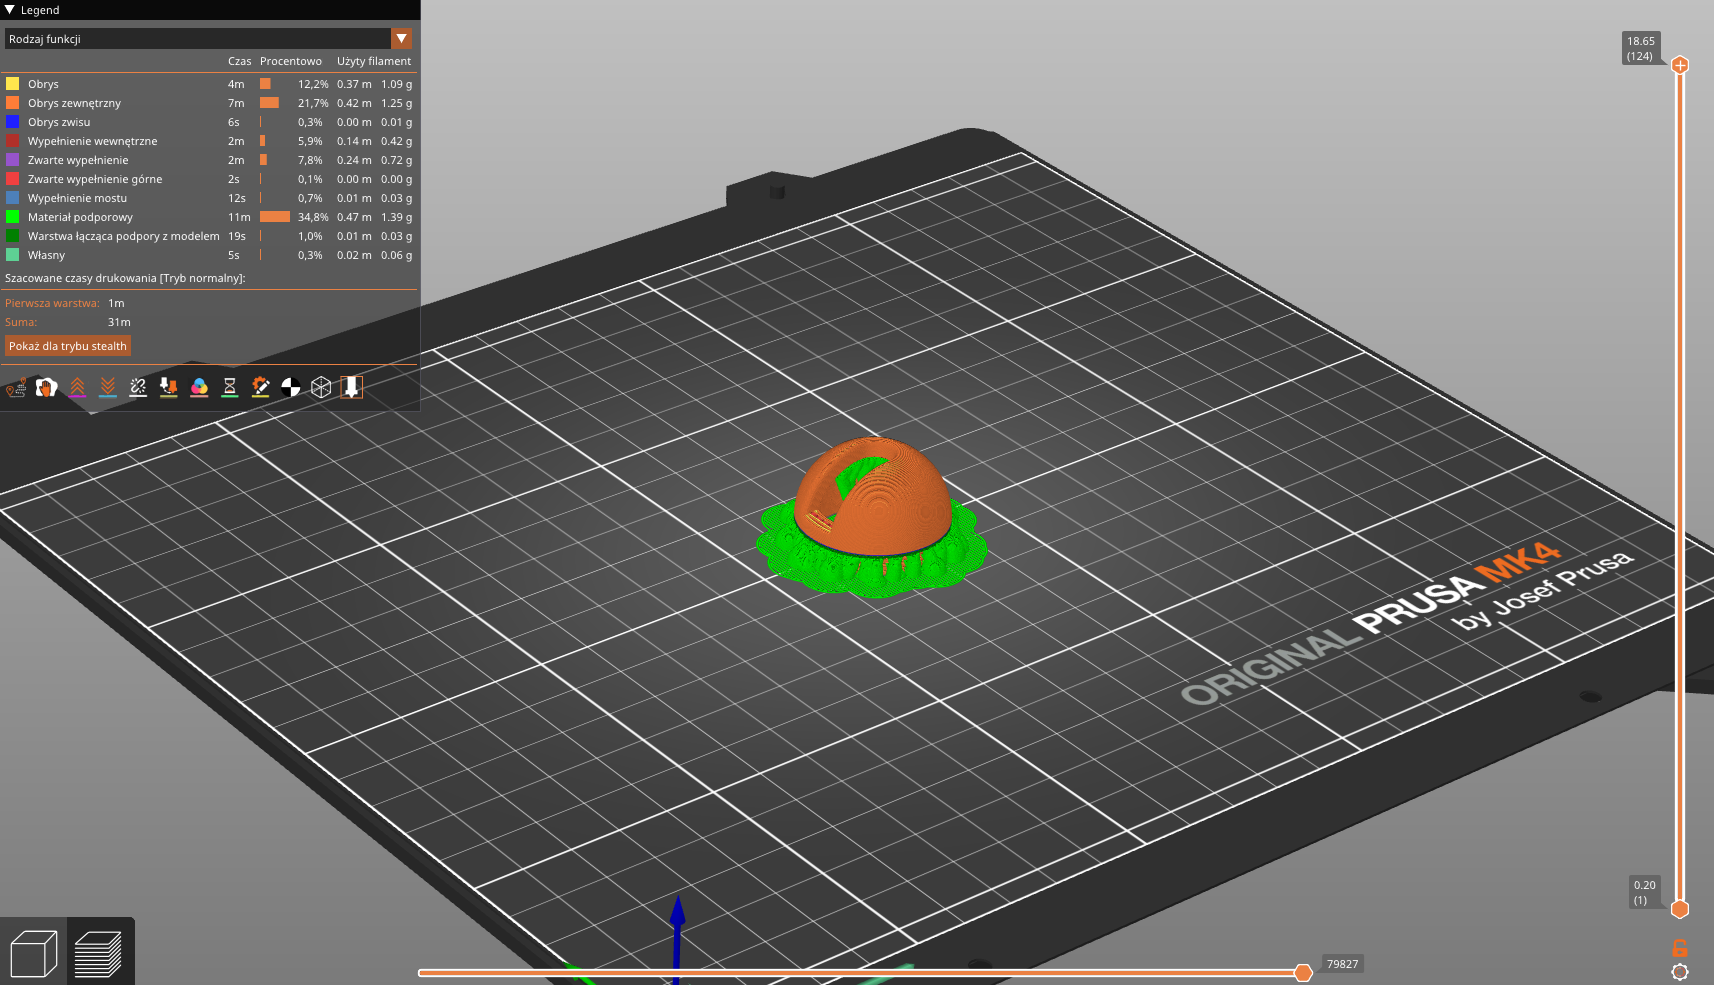 Legend
Rodzaj funkcji
Czas Procentowo Użyty filament
Obrys 4m 12,2% 0.37 m 1.09 g
Obrys zewnętrzny 7m 21,7% 0.42 m 1.25 g
Obrys zwisu 6s 0,3% 0.00 m 0.01 g
Wypełnienie wewnętrzne 2m 5,9% 0.14 m 0.42 g
Zwarte wypełnienie 2m 7,8% 0.24 m 0.72 g
Zwarte wypełnienie górne 2s 0,1% 0.00 m 0.00 g
Wypełnienie mostu 12s 0,7% 0.01 m 0.03 g
Materiał podporowy 11m 34,8% 0.47 m 1.39 g
Warstwa łącząca podpory z modelem 19s 1,0% 0.01 m 0.03 g
Własny 5s 0,3% 0.02 m 0.06 g
Szacowane czasy drukowania [Tryb normalny]:
Pierwsza warstwa: 1m
Suma: 31m
Pokaż dla trybu stealth
18.65
(124)
ORIGINAL PRUSA MK4
by Josef Prusa
0.20
(1)
79827